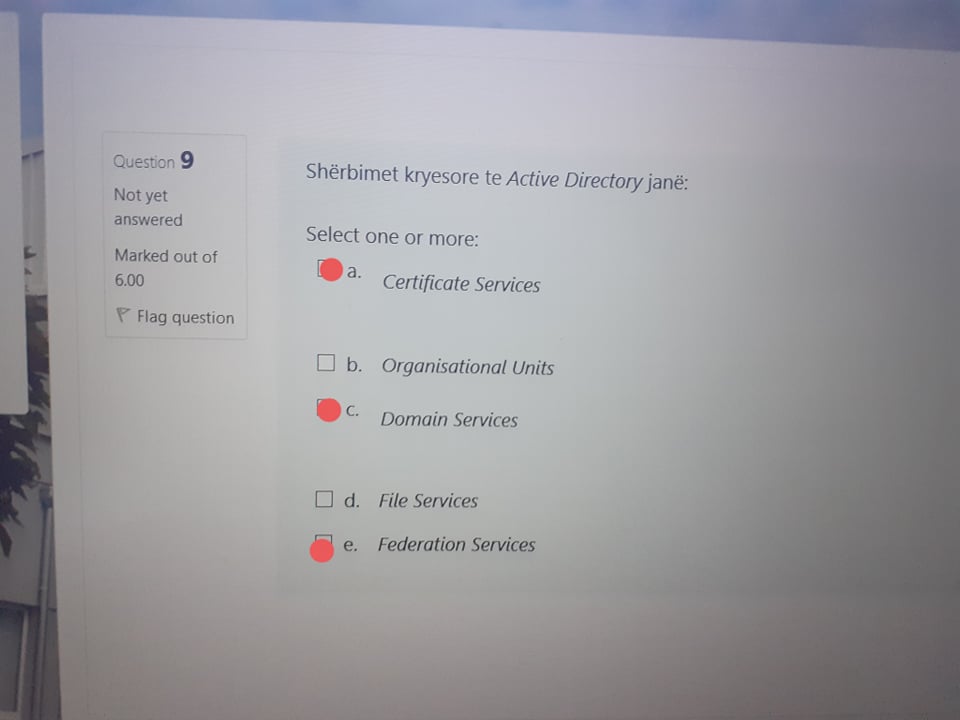 Question 9
Not yet
answered
Marked out of
6.00
Flag question
Shërbimet kryesore te Active Directory janë:
Select one or more:
a. Certificate Services
b. Organisational Units
c. Domain Services
d. File Services
e. Federation Services